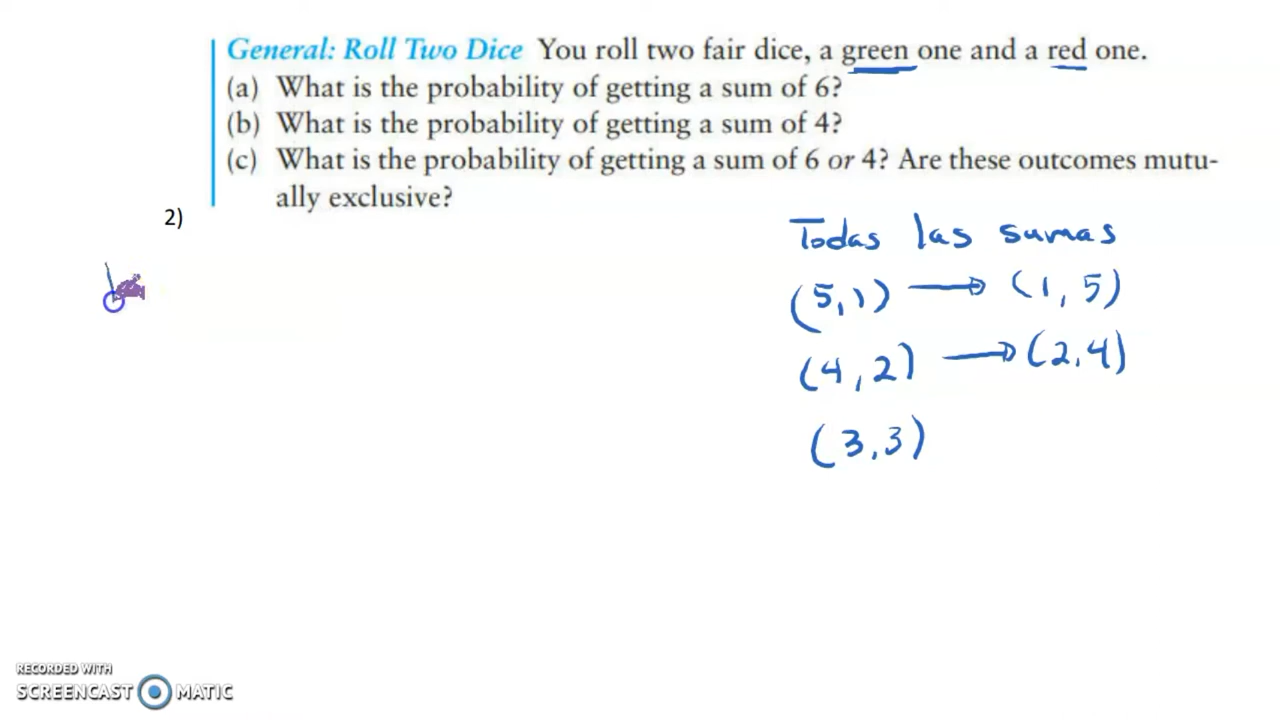 General: Roll Two Dice You roll two fair dice, a green one and a red one.
(a) What is the probability of getting a sum of 6?
(b) What is the probability of getting a sum of 4?
(c) What is the probability of getting a sum of 6 or 4? Are these outcomes mutu-
ally exclusive?
2)
Todas las sumas
(5,1) → (1,5)
(4,2) → (2,4)
(3,3)
RECORDED WITH
SCREENCAST MATIC